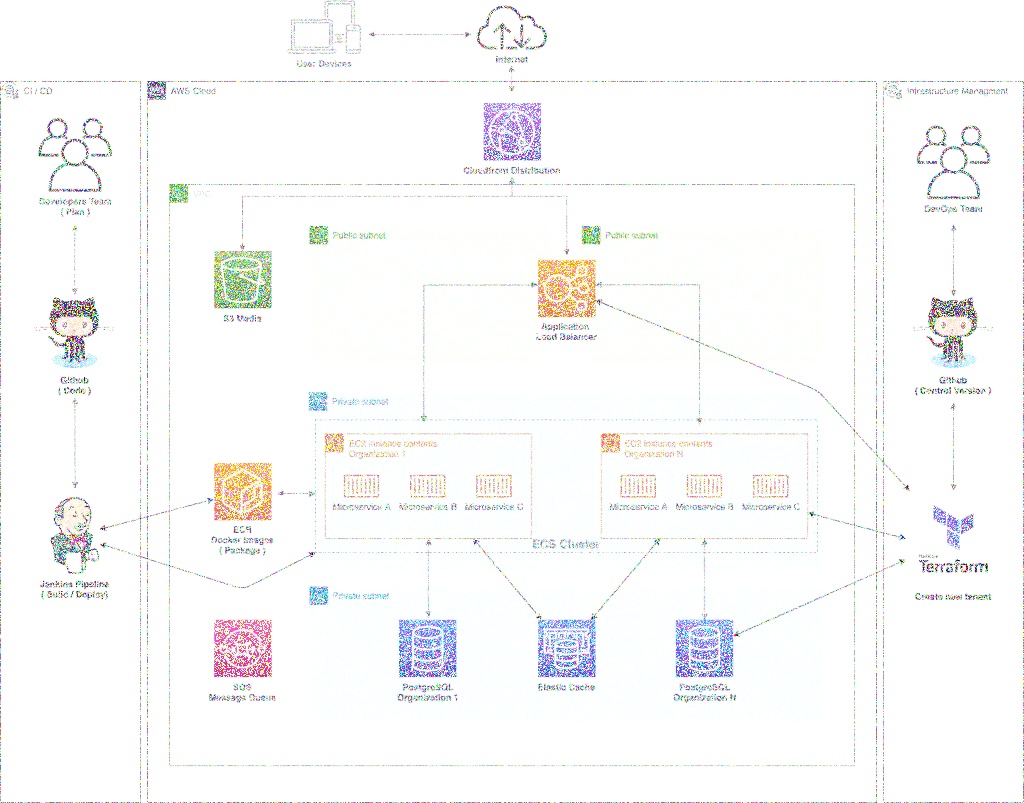 User Devices
Internet
CI / CD
AWS Cloud
Infrastructure Managment
Cloudfront Distribution
Developers Team
( Plan )
DevOps Team
Public subnet
Public subnet
S3 Media
Application
Load Balancer
Github
( Code )
GitHub
( Control Version )
Private subnet
EC2 instance contents
Organization 1
EC2 instance contents
Organization N
Microservice A
Microservice B
Microservice C
Microservice A
Microservice B
Microservice C
ECS Cluster
ECR
Docker Images
( Package )
Jenkins Pipeline
( Build / Deploy)
Terraform
Create new tenant
Private subnet
SQS
Message Queue
PostgreSQL
Organization 1
Elastic Cache
PostgreSQL
Organization N